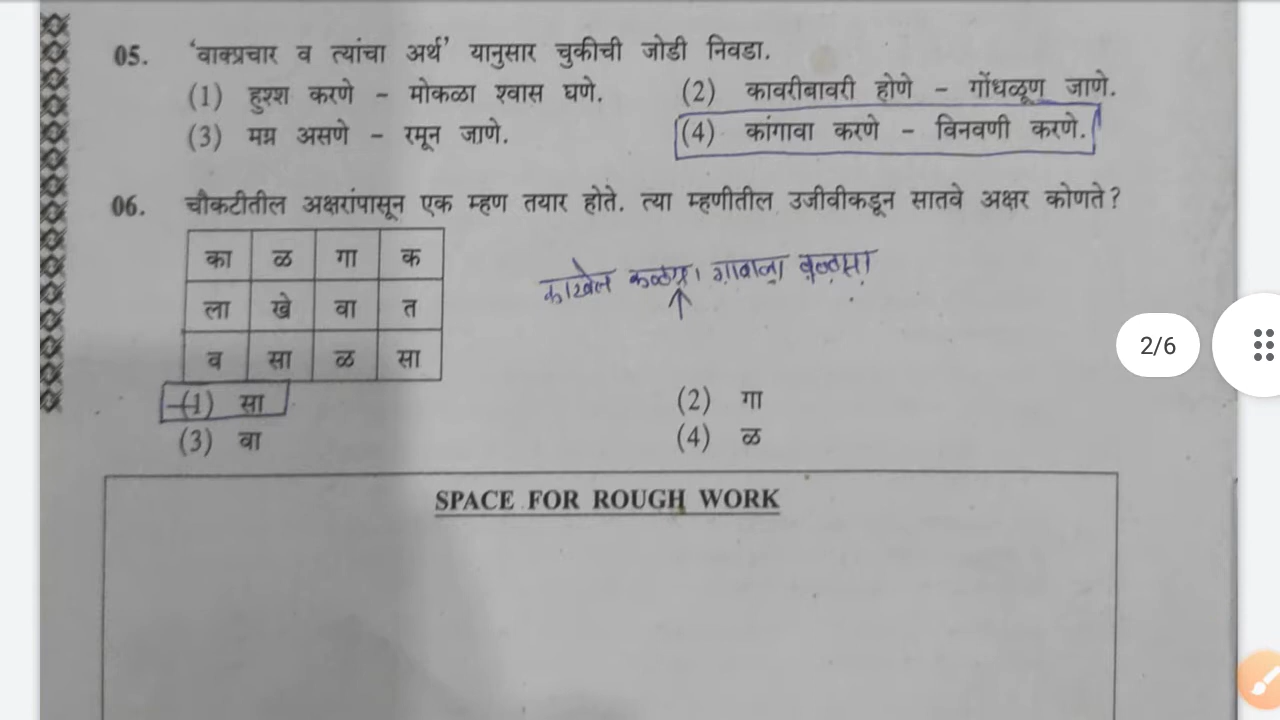 05. 'वाक्प्रचार व त्यांचा अर्थ' यानुसार चुकीची जोडी निवडा.
(1) हुश्श करणे - मोकळा श्वास घणे. (2) कावरीबावरी होणे - गोंधळूण जाणे.
(3) मग्न असणे - रमून जाणे. (4) कांगावा करणे - विनवणी करणे.
06. चौकटीतील अक्षरांपासून एक म्हण तयार होते. त्या म्हणीतील उजीवीकडून सातवे अक्षर कोणते?
का ळ गा क
ला खे वा त
व सा ळ सा
गावाला वळसा
(1) सा (2) गा
(3) वा (4) ळ
SPACE FOR ROUGH WORK
2/6